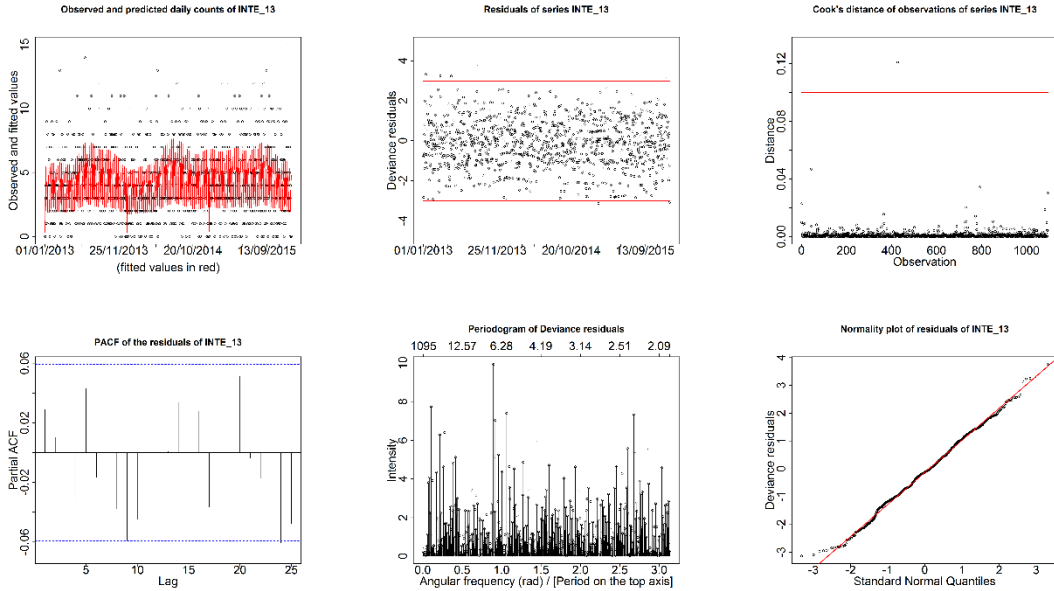 Observed and predicted daily counts of INTE_13
Observed and fitted values
15
10
5
0
01/01/2013 25/11/2013 20/10/2014 13/09/2015
(fitted values in red)
Residuals of series INTE_13
Deviance residuals
4
2
0
-2
-4
01/01/2013 25/11/2013 20/10/2014 13/09/2015
Cook's distance of observations of series INTE_13
Distance
0.12
0.08
0.04
0.00
0 200 400 600 800 1000
Observation
PACF of the residuals of INTE_13
Partial ACF
0.06
0.02
-0.02
-0.06
5 10 15 20 25
Lag
Periodogram of Deviance residuals
1095 12.57 6.28 4.19 3.14 2.51 2.09
Intensity
10
8
6
4
2
0
0.0 0.5 1.0 1.5 2.0 2.5 3.0
Angular frequency (rad) / [Period on the top axis]
Normality plot of residuals of INTE_13
Deviance residuals
4
3
2
1
0
-1
-2
-3
-3 -2 -1 0 1 2 3
Standard Normal Quantiles